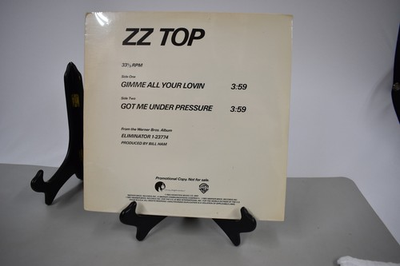 ZZ TOP
33⅓ RPM
Side One
GIMME ALL YOUR LOVIN 3:59
Side Two
GOT ME UNDER PRESSURE 3:59
From the Warner Bros. Album
ELIMINATOR 1-23774
PRODUCED BY BILL HAM
Promotional Copy Not for sale